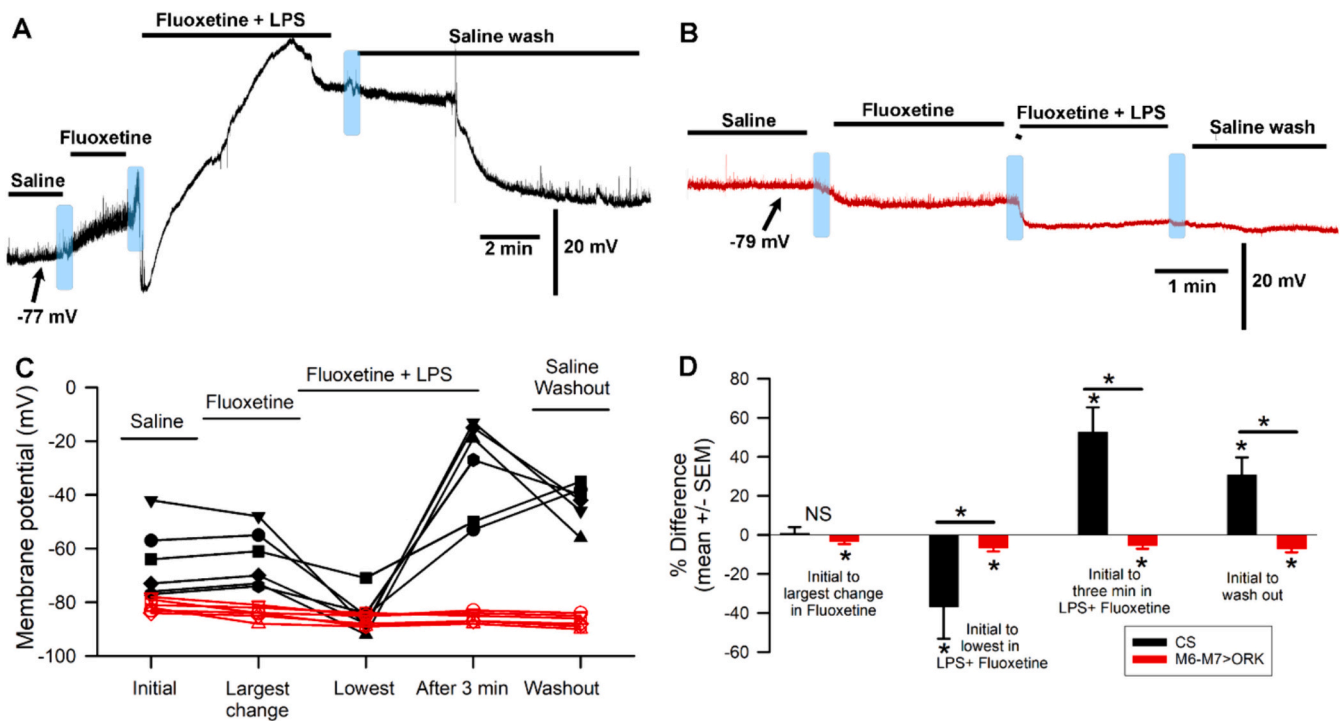 A
Fluoxetine + LPS
Saline wash
Fluoxetine
Saline
-77 mV
2 min
20 mV
B
Saline
Fluoxetine
Fluoxetine + LPS
Saline wash
-79 mV
1 min
20 mV
C
Membrane potential (mV)
0
-20
-40
-60
-80
-100
Saline
Fluoxetine
Fluoxetine + LPS
Saline
Washout
Initial
Largest
change
Lowest
After 3 min
Washout
D
% Difference
(mean +/- SEM)
80
60
40
20
0
-20
-40
-60
NS
*
Initial to
largest change
in Fluoxetine
*
*
*
Initial to
lowest in
LPS+ Fluoxetine
*
*
*
Initial to
three min in
LPS+ Fluoxetine
*
*
*
Initial to
wash out
CS
M6-M7>ORK